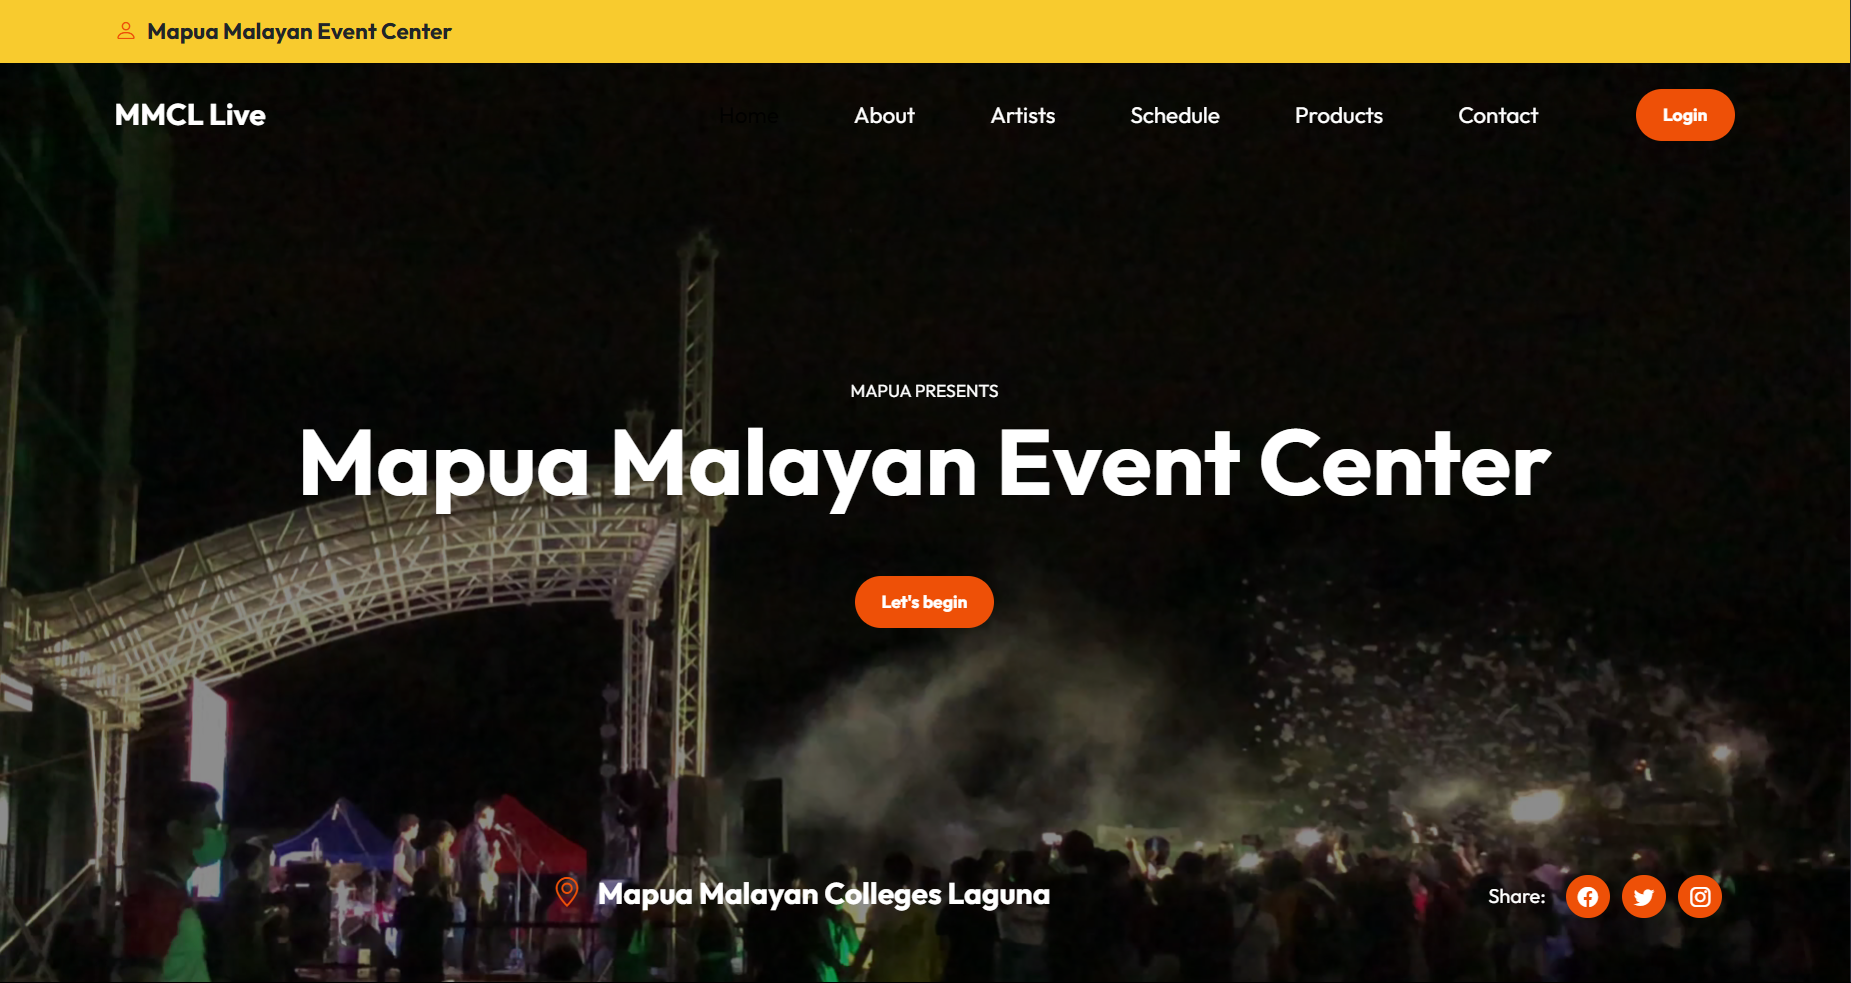 Mapua Malayan Event Center
MMCL Live
Home
About
Artists
Schedule
Products
Contact
Login
MAPUA PRESENTS
Mapua Malayan Event Center
Let's begin
Mapua Malayan Colleges Laguna
Share: